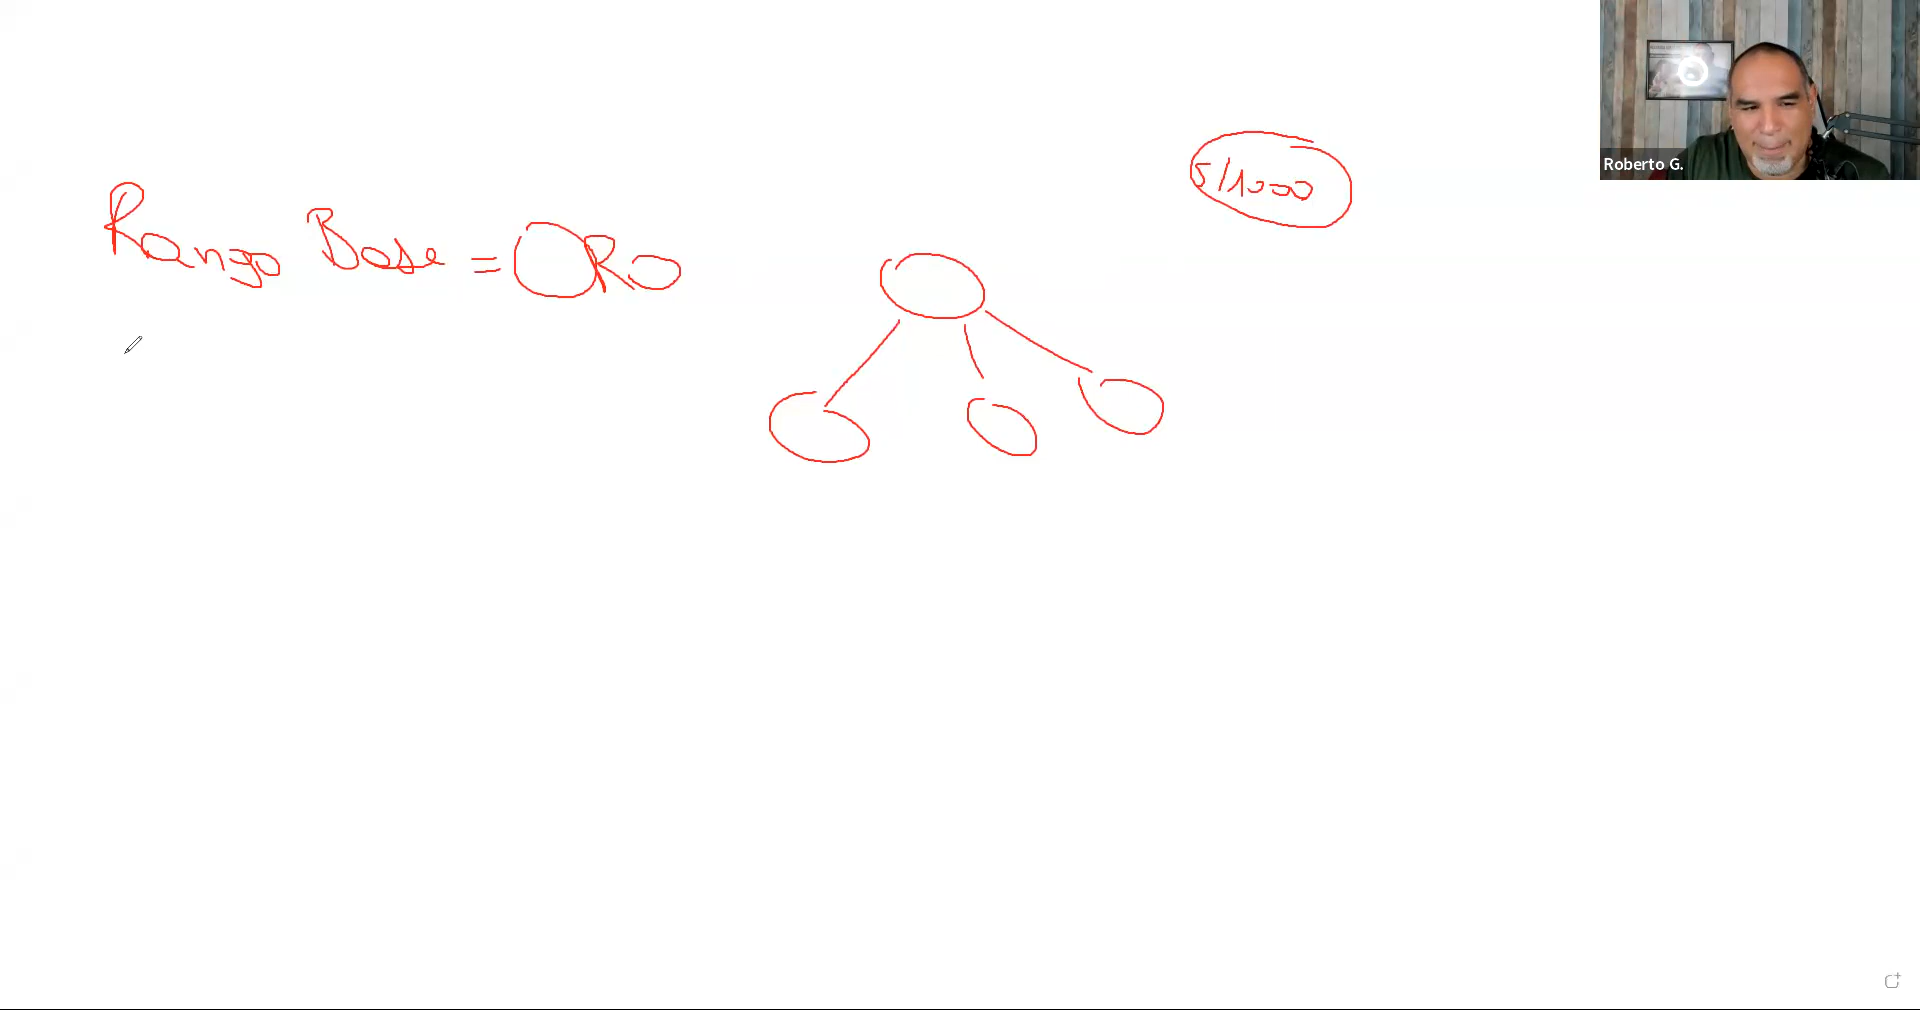 5/1000
Rango Base = ORO
Roberto G.